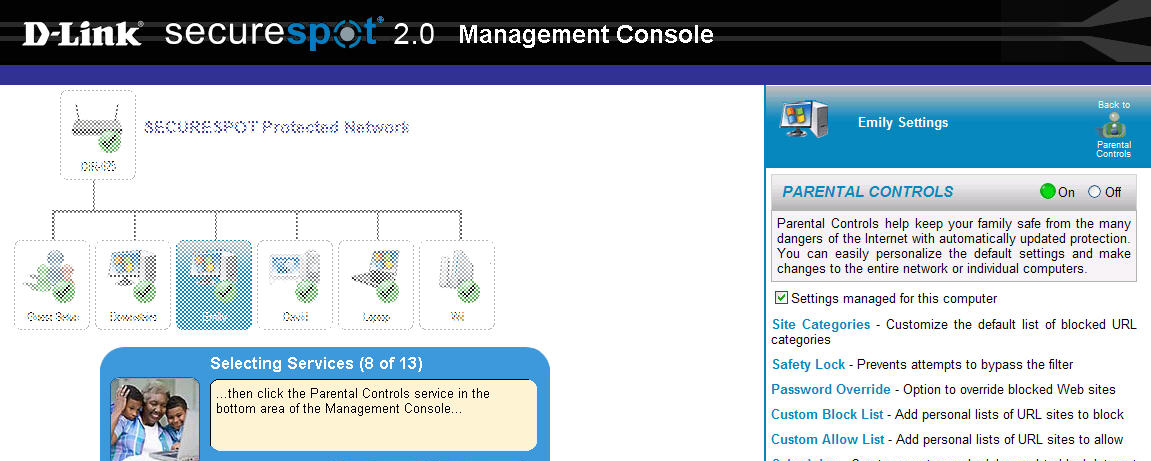 D-Link® securespot® 2.0 Management Console
SECURESPOT Protected Network
Guest Setup
Downstairs
Emily
David
Laptop
Wii
Selecting Services (8 of 13)
...then click the Parental Controls service in the
bottom area of the Management Console...
Emily Settings
Back to
Parental
Controls
PARENTAL CONTROLS
On
Off
Parental Controls help keep your family safe from the many
dangers of the Internet with automatically updated protection.
You can easily personalize the default settings and make
changes to the entire network or individual computers.
Settings managed for this computer
Site Categories - Customize the default list of blocked URL
categories
Safety Lock - Prevents attempts to bypass the filter
Password Override - Option to override blocked Web sites
Custom Block List - Add personal lists of URL sites to block
Custom Allow List - Add personal lists of URL sites to allow